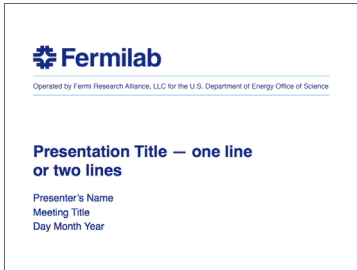 Fermilab
Operated by Fermi Research Alliance, LLC for the U.S. Department of Energy Office of Science
Presentation Title — one line
or two lines
Presenter's Name
Meeting Title
Day Month Year